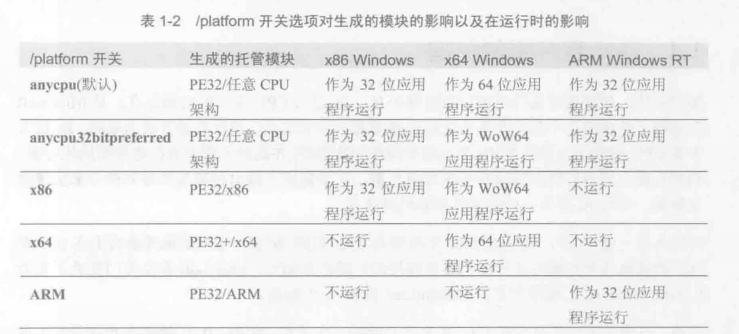 表 1-2 /platform 开关选项对生成的模块的影响以及在运行时的影响
/platform 开关 生成的托管模块 x86 Windows x64 Windows ARM Windows RT
anycpu(默认) PE32/任意 CPU 作为 32 位应用 作为 64 位应用 作为 32 位应用
架构 程序运行 程序运行 程序运行
anycpu32bitpreferred PE32/任意 CPU 作为 32 位应用 作为 WoW64 作为 32 位应用
架构 程序运行 应用程序运行 程序运行
x86 PE32/x86 作为 32 位应用 作为 WoW64 不运行
程序运行 应用程序运行
x64 PE32+/x64 不运行 作为 64 位应用 不运行
程序运行
ARM PE32/ARM 不运行 不运行 作为 32 位应用
程序运行